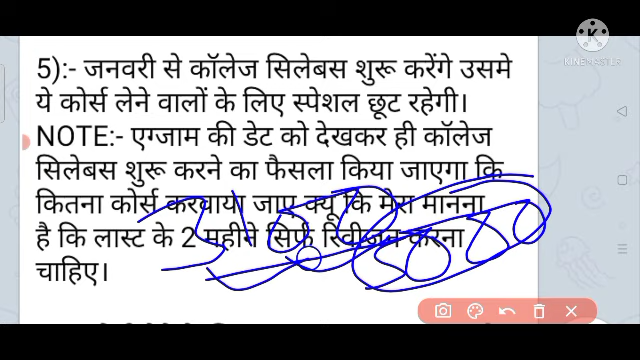 KINEMASTER
5):- जनवरी से कॉलेज सिलेबस शुरू करेंगे उसमे
ये कोर्स लेने वालों के लिए स्पेशल छूट रहेगी।
NOTE:- एग्जाम की डेट को देखकर ही कॉलेज
सिलेबस शुरू करने का फैसला किया जाएगा कि
कितना कोर्स करवाया जाए क्यूं कि मेरा मानना
है कि लास्ट के 2 महीने सिर्फ रिवीजन करना
चाहिए।